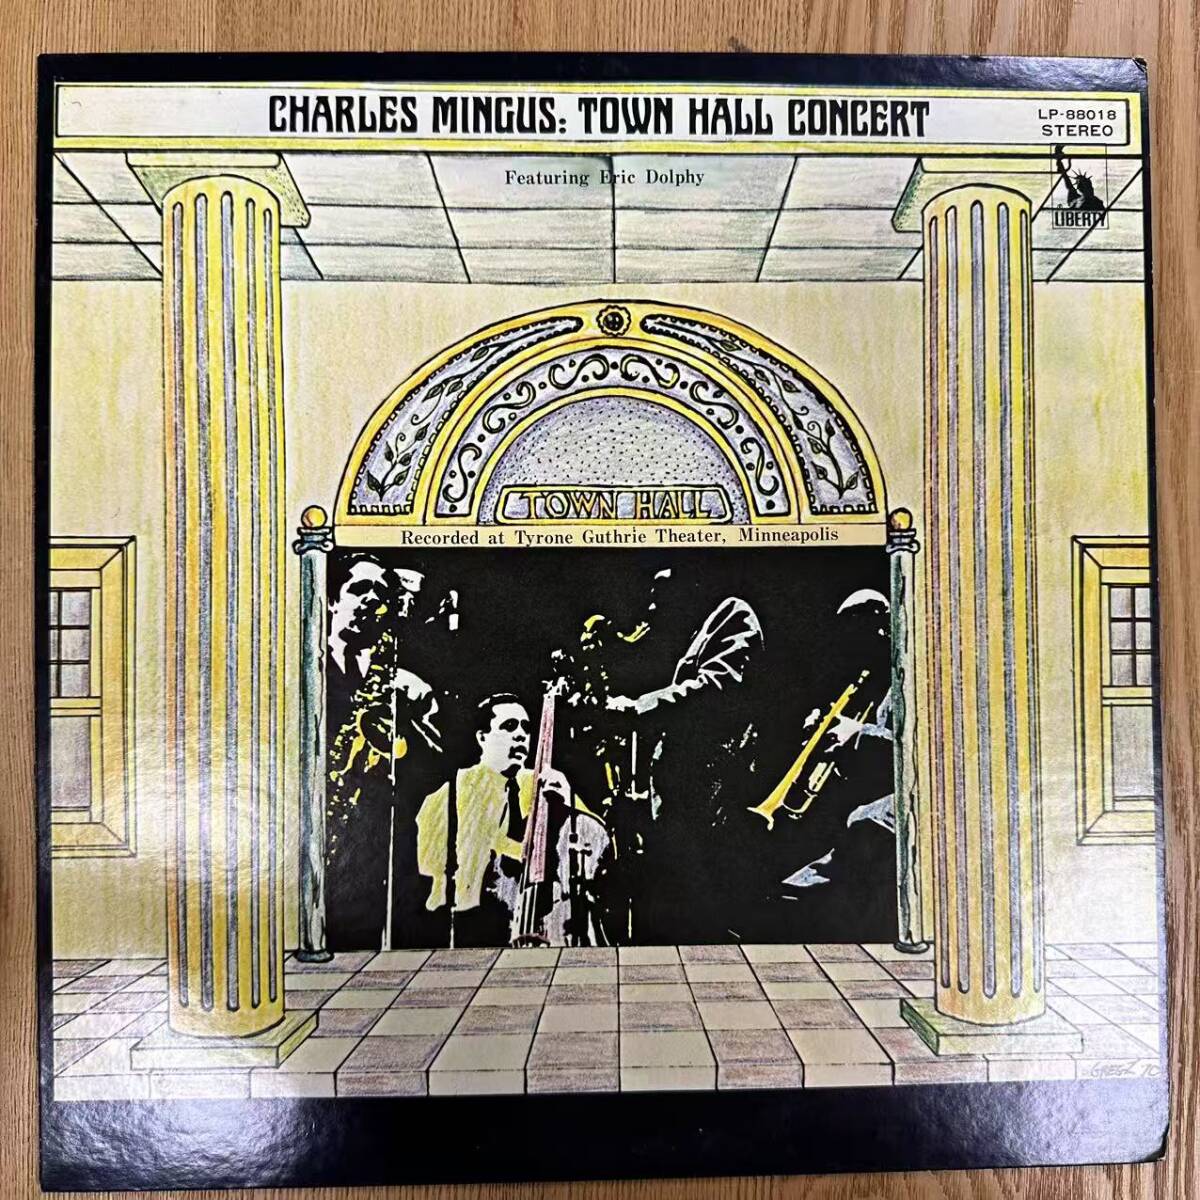 CHARLES MINGUS: TOWN HALL CONCERT
LP-88018
STEREO
Featuring Eric Dolphy
LIBERTY
TOWN HALL
Recorded at Tyrone Guthrie Theater, Minneapolis